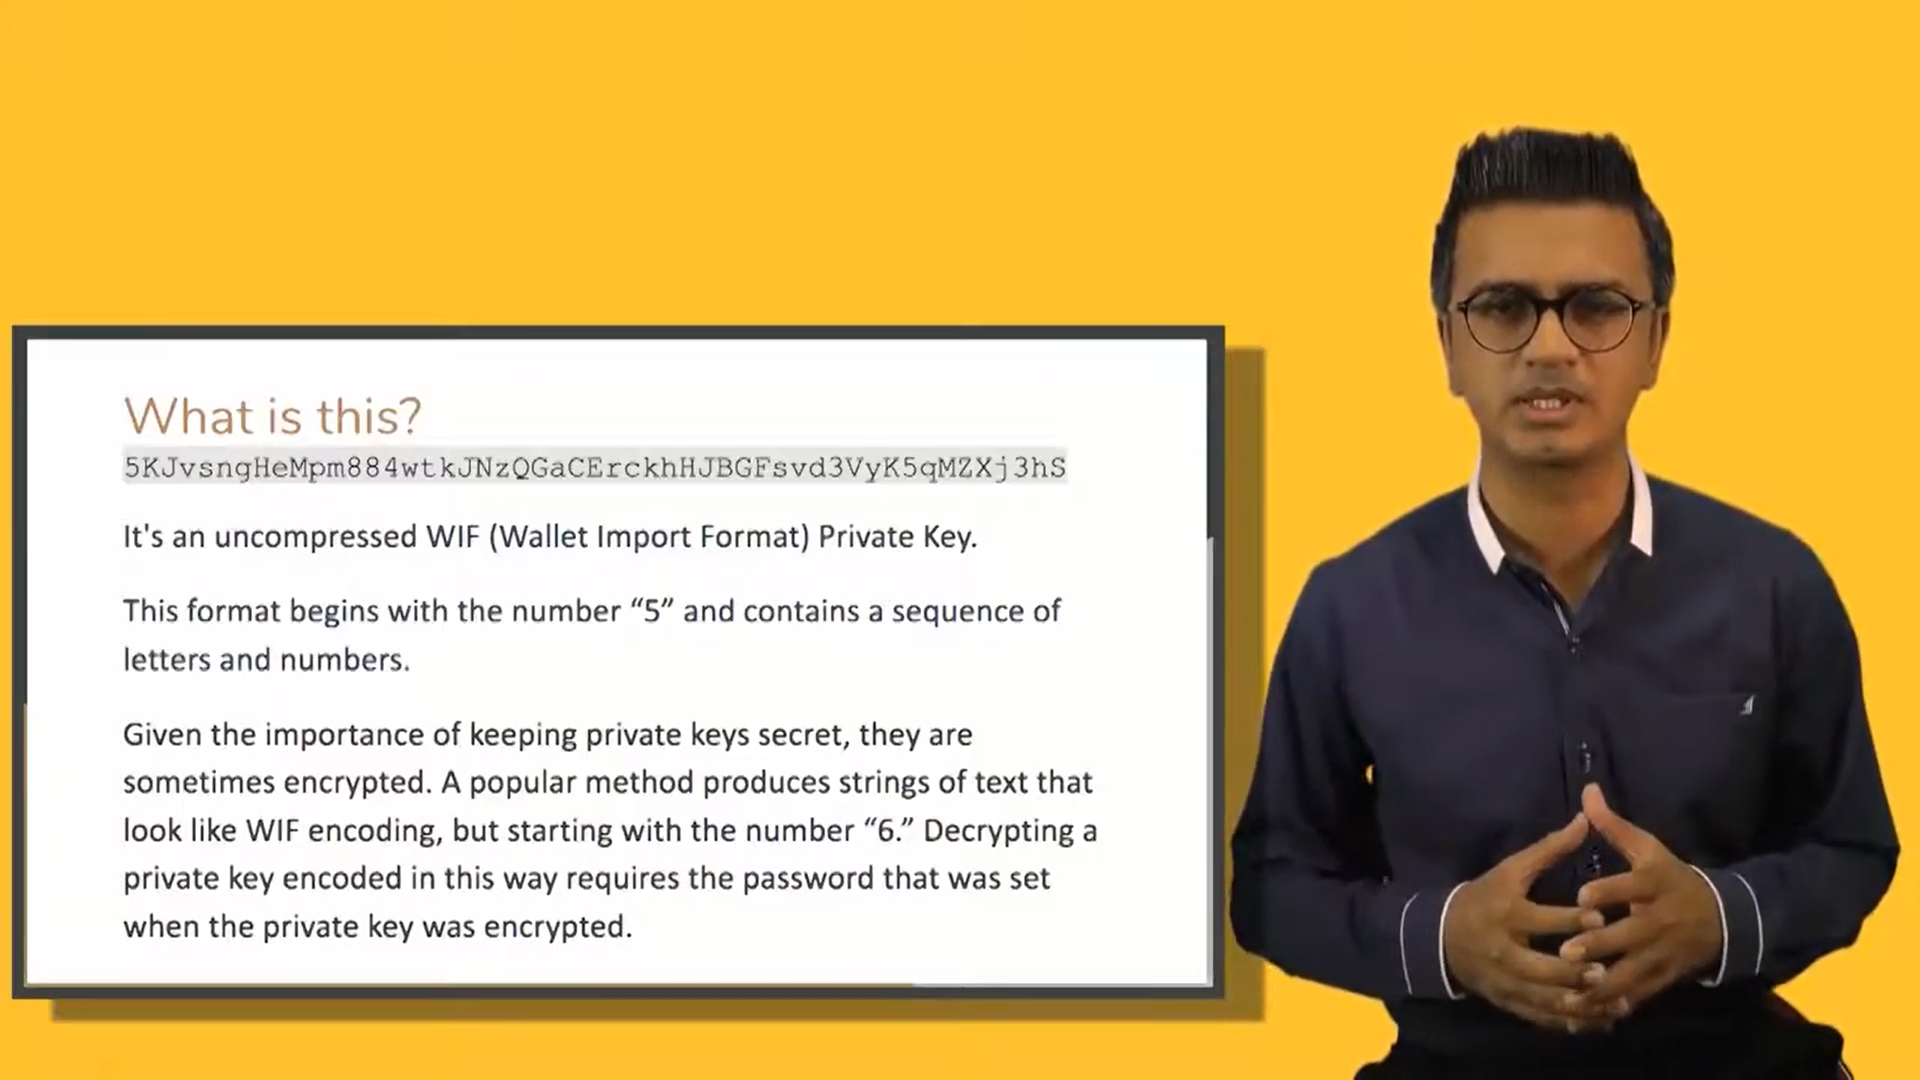 What is this?
5KJvsngHeMpm884wtkJNzQGaCErckhHJBGFsvd3VyK5qMZXj3hS
It's an uncompressed WIF (Wallet Import Format) Private Key.
This format begins with the number “5” and contains a sequence of
letters and numbers.
Given the importance of keeping private keys secret, they are
sometimes encrypted. A popular method produces strings of text that
look like WIF encoding, but starting with the number “6.” Decrypting a
private key encoded in this way requires the password that was set
when the private key was encrypted.